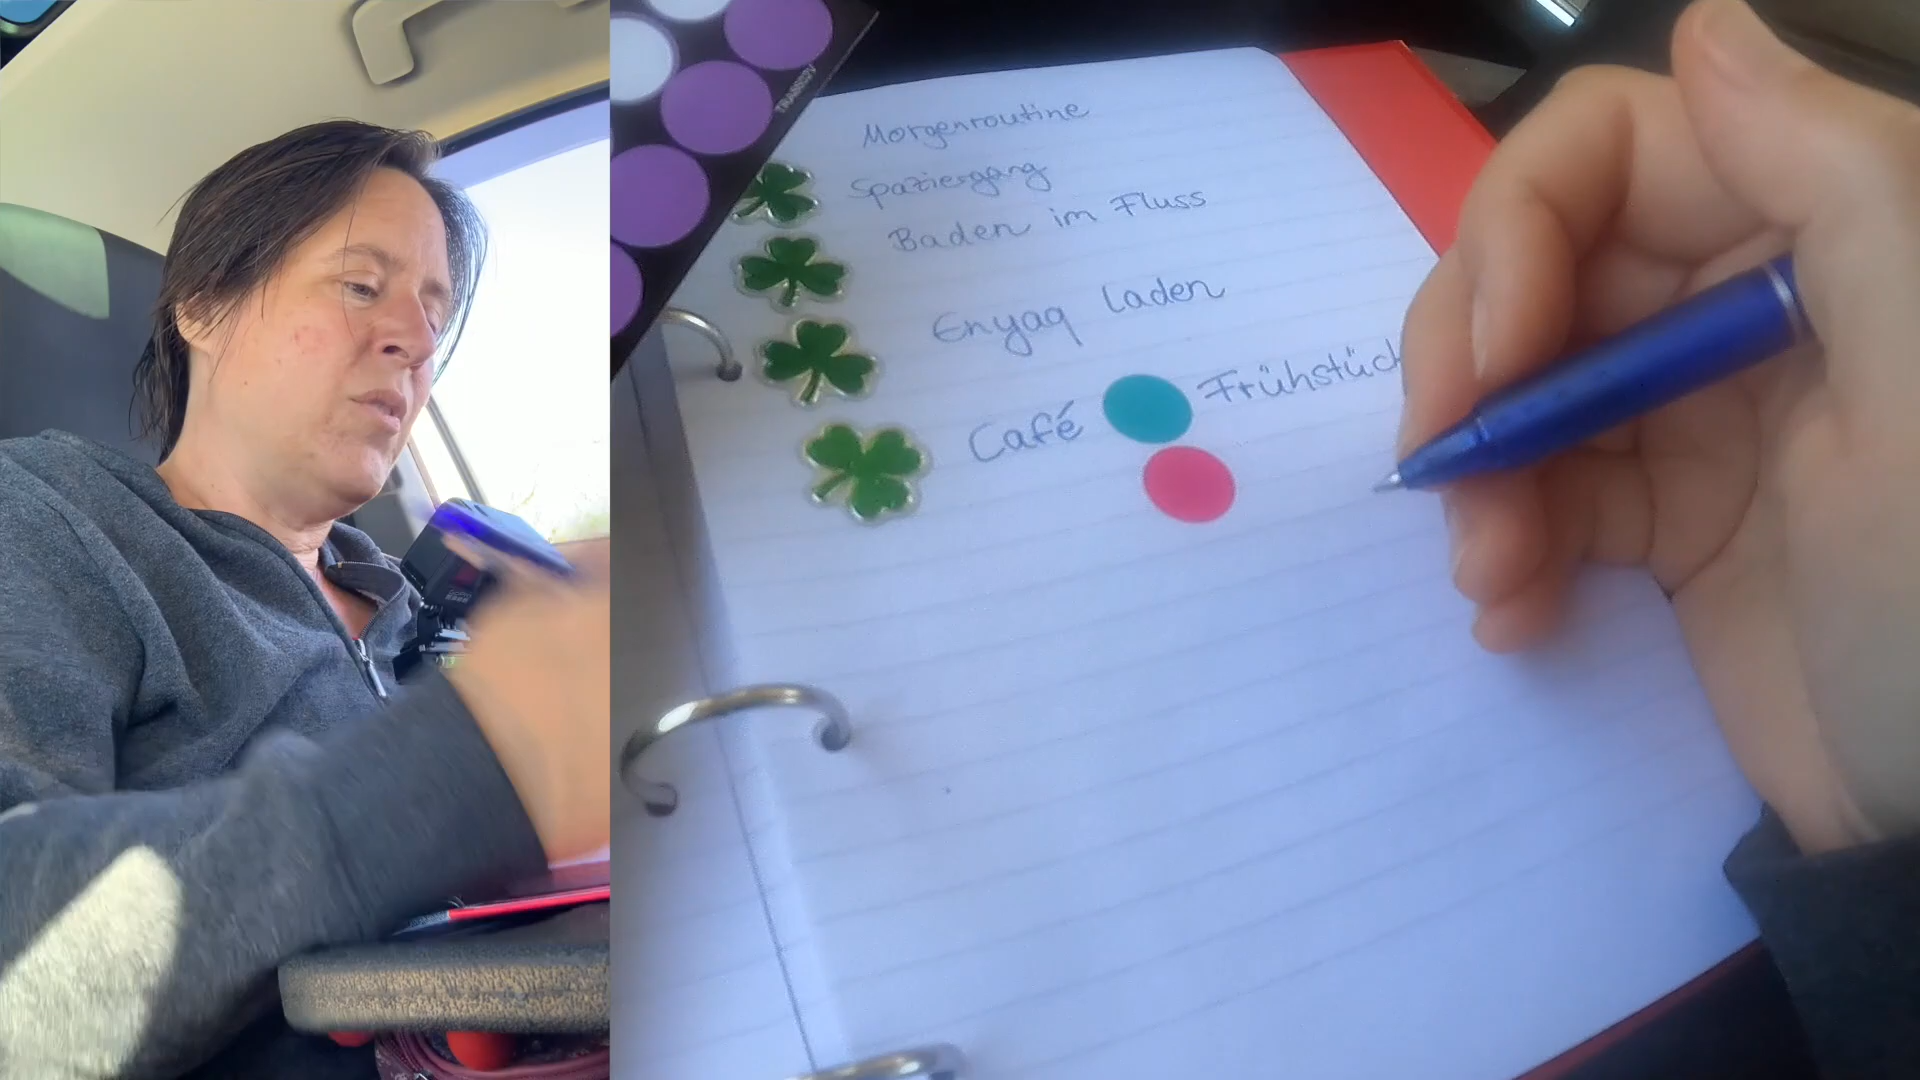 Morgenroutine
Spaziergang
Baden im Fluss
Enyaq laden
Café Frühstück